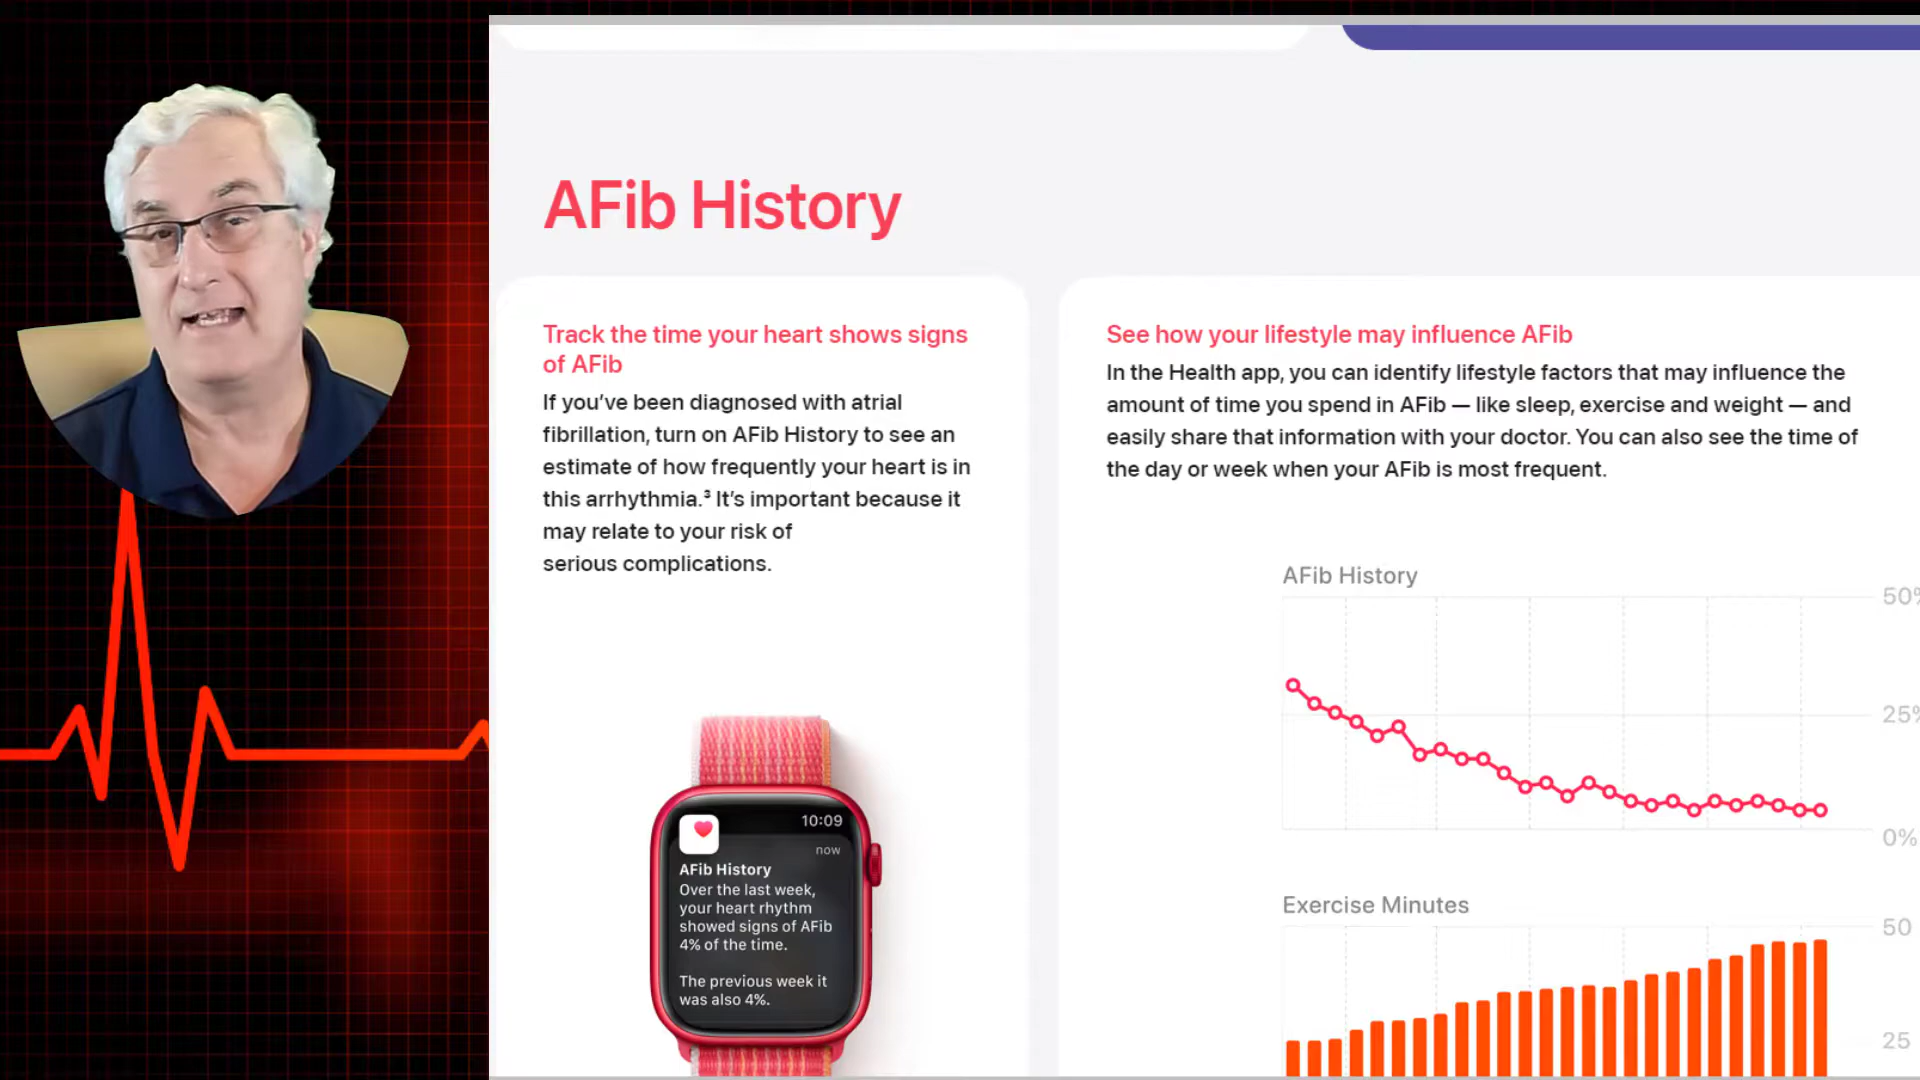 AFib History
Track the time your heart shows signs
of AFib
If you’ve been diagnosed with atrial
fibrillation, turn on AFib History to see an
estimate of how frequently your heart is in
this arrhythmia.³ It’s important because it
may relate to your risk of
serious complications.
10:09
now
AFib History
Over the last week,
your heart rhythm
showed signs of AFib
4% of the time.
The previous week it
was also 4%.
See how your lifestyle may influence AFib
In the Health app, you can identify lifestyle factors that may influence the
amount of time you spend in AFib — like sleep, exercise and weight — and
easily share that information with your doctor. You can also see the time of
the day or week when your AFib is most frequent.
AFib History
50%
25%
0%
Exercise Minutes
50
25